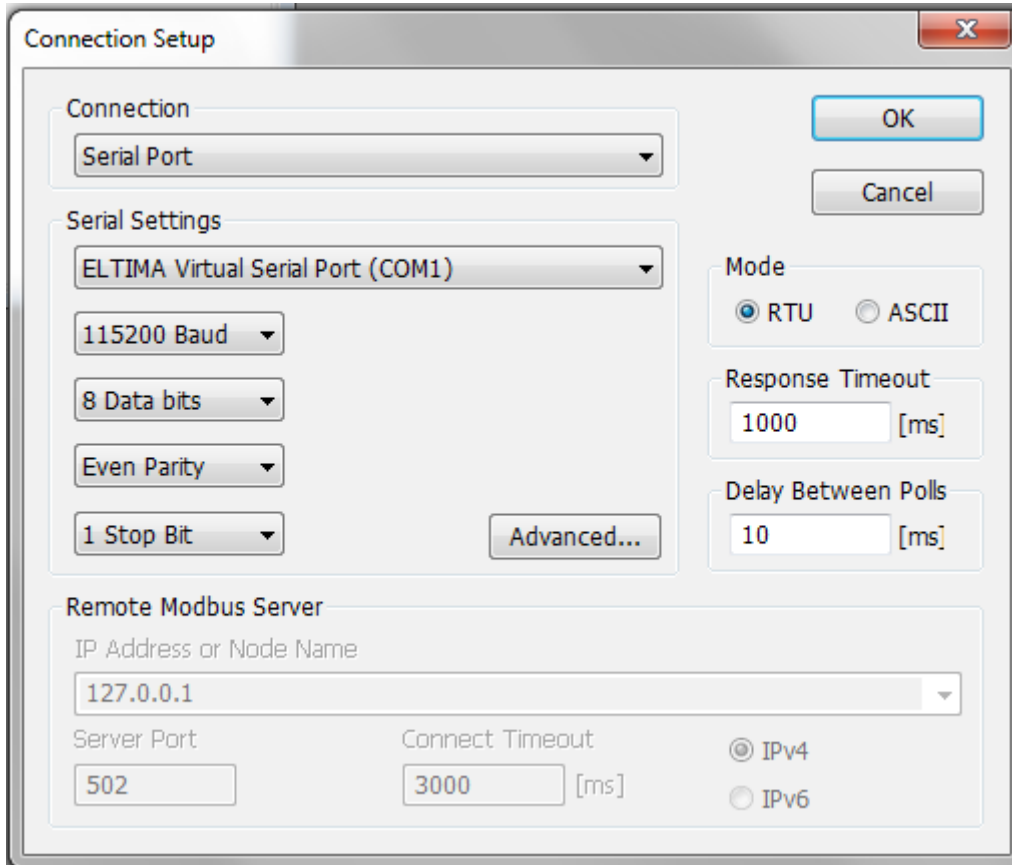 Connection Setup
Connection
OK
Serial Port
Cancel
Serial Settings
ELTIMA Virtual Serial Port (COM1)
Mode
RTU ASCII
115200 Baud
8 Data bits
Response Timeout
1000 [ms]
Even Parity
Delay Between Polls
1 Stop Bit
Advanced...
10 [ms]
Remote Modbus Server
IP Address or Node Name
127.0.0.1
Server Port
Connect Timeout
IPv4
502
3000 [ms]
IPv6